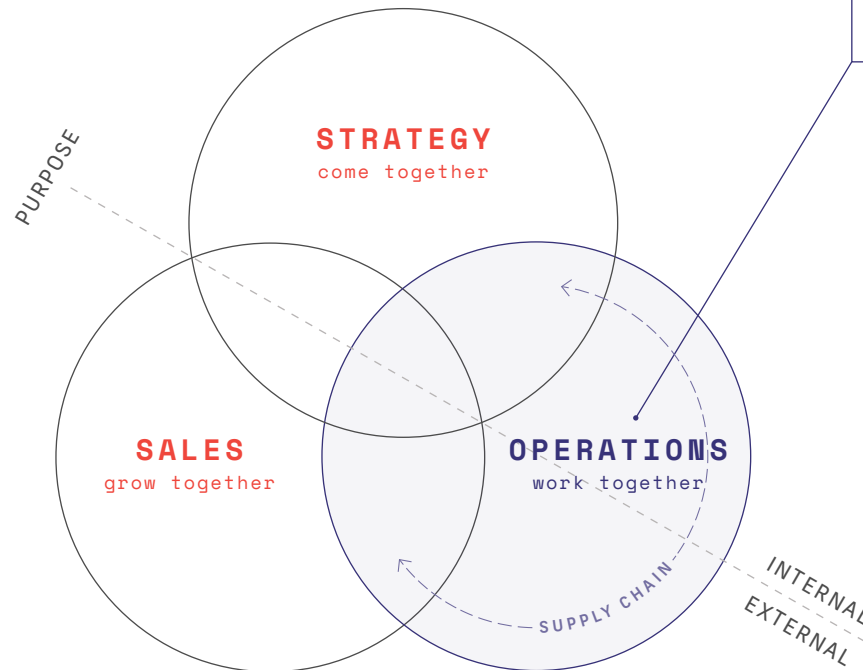 STRATEGY
come together
PURPOSE
SALES
grow together
OPERATIONS
work together
SUPPLY CHAIN
INTERNAL
EXTERNAL